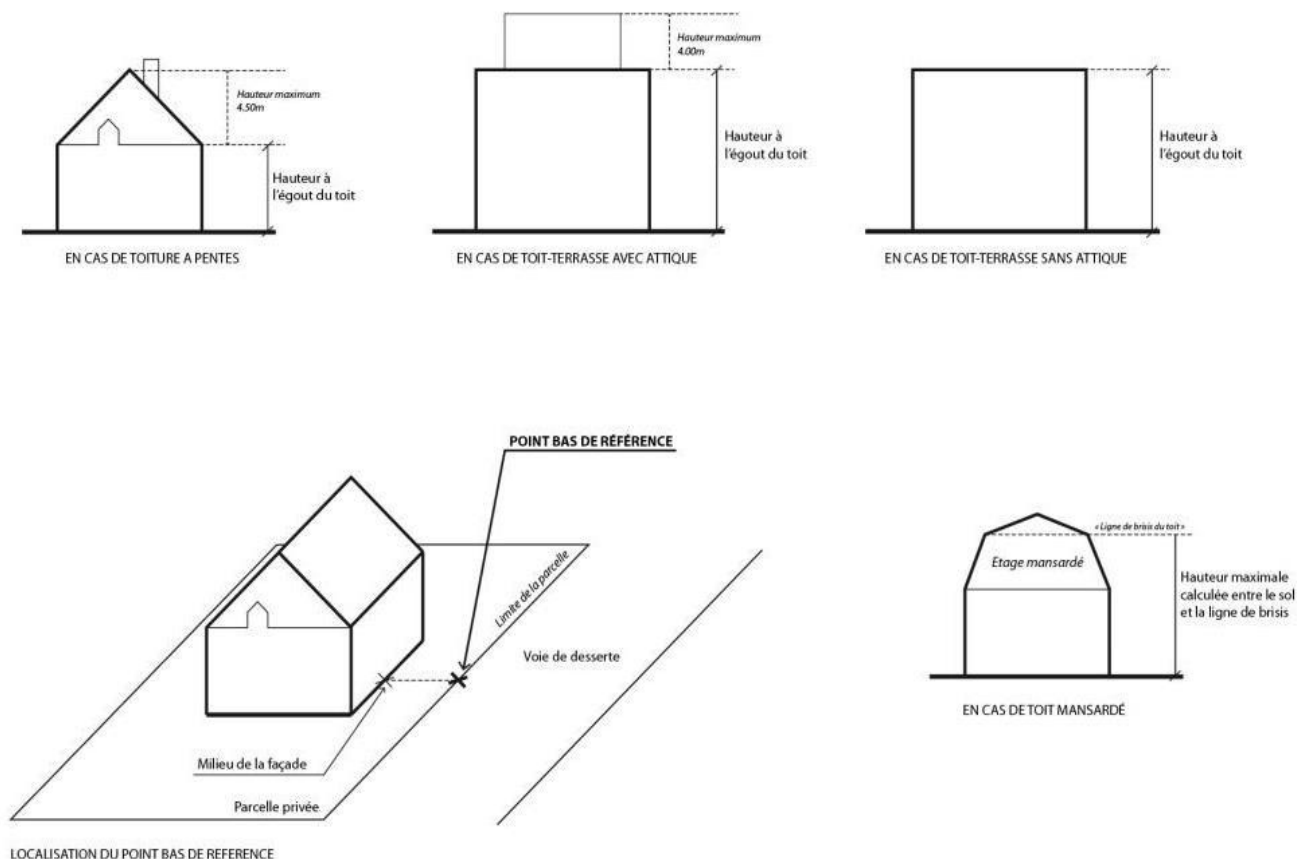 Hauteur maximum
4.50m
Hauteur à
l'égout du toit
EN CAS DE TOITURE A PENTES
Hauteur maximum
4.00m
Hauteur à
l'égout du toit
EN CAS DE TOIT-TERRASSE AVEC ATTIQUE
Hauteur à
l'égout du toit
EN CAS DE TOIT-TERRASSE SANS ATTIQUE
POINT BAS DE RÉFÉRENCE
Limite de la parcelle
Voie de desserte
Milieu de la façade
Parcelle privée
LOCALISATION DU POINT BAS DE REFERENCE
« Ligne de brisis du toit »
Etage mansardé
Hauteur maximale
calculée entre le sol
et la ligne de brisis
EN CAS DE TOIT MANSARDÉ